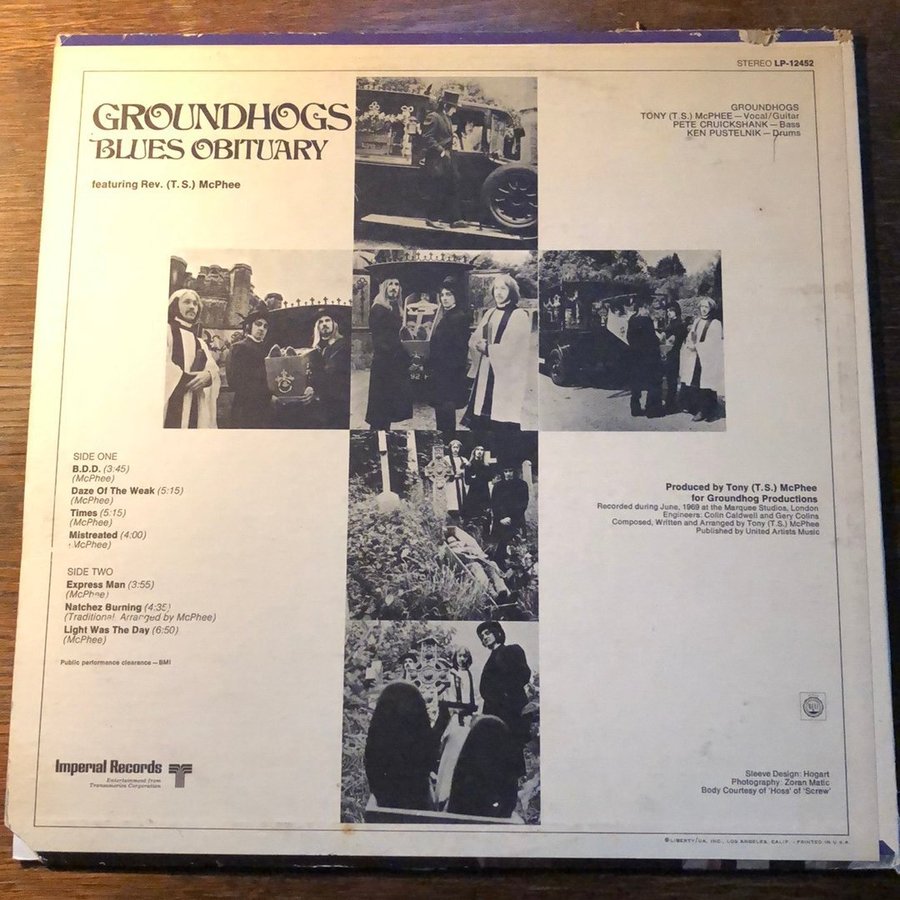 STEREO LP-12452
GROUNDHOGS
BLUES OBITUARY
featuring Rev. (T.S.) McPhee
GROUNDHOGS
TONY (T.S.) McPHEE – Vocal/Guitar
PETE CRUICKSHANK – Bass
KEN PUSTELNIK – Drums
SIDE ONE
B.D.D. (3:45)
(McPhee)
Daze Of The Weak (5:15)
(McPhee)
Times (5:15)
(McPhee)
Mistreated (4:00)
(McPhee)
SIDE TWO
Express Man (3:55)
(McPhee)
Natchez Burning (4:35)
(Traditional Arranged by McPhee)
Light Was The Day (6:50)
(McPhee)
Public performance clearance – BMI
Produced by Tony (T.S.) McPhee
for Groundhog Productions
Recorded during June, 1969 at the Marquee Studios, London
Engineers: Colin Caldwell and Gery Collins
Composed, Written and Arranged by Tony (T.S.) McPhee
Published by United Artists Music
Imperial Records
Entertainment from
Transamerica Corporation
Sleeve Design: Hogart
Photography: Zoran Matic
Body Courtesy of 'Hoss' of 'Screw'
© LIBERTY/UA, INC., LOS ANGELES, CALIF. · PRINTED IN U.S.A.